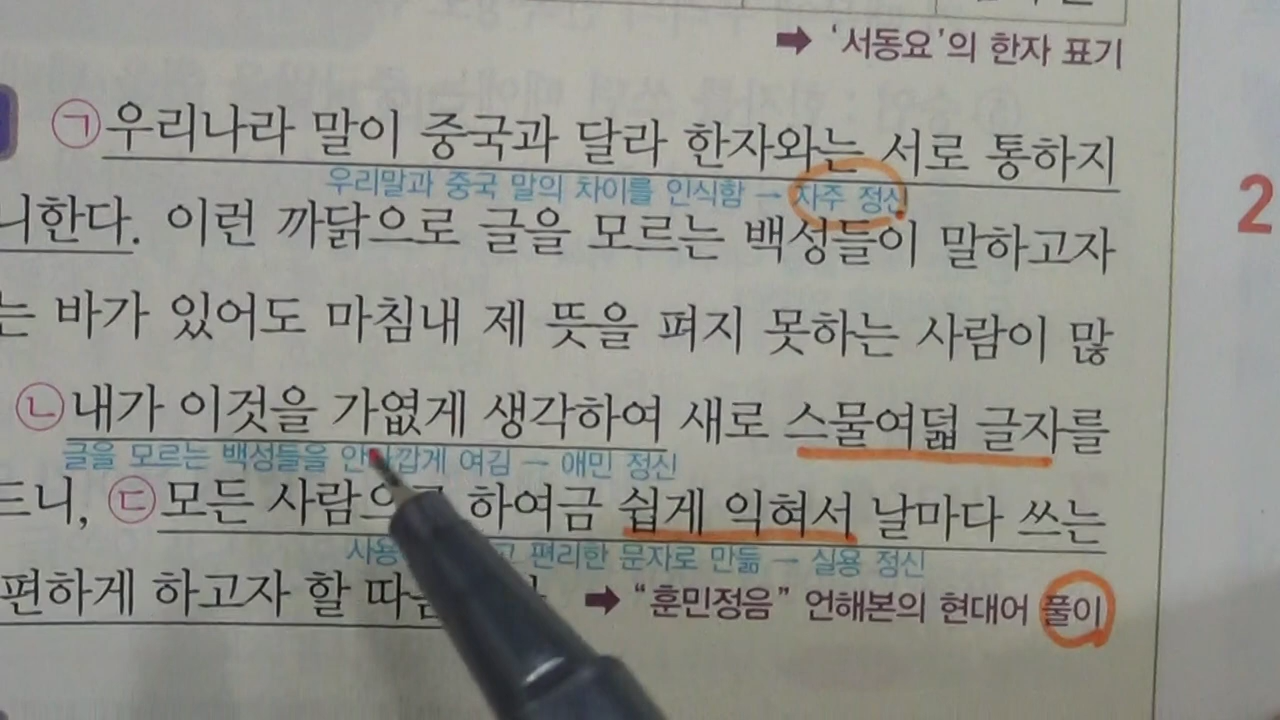 ➡ ‘서동요’의 한자 표기
㉠우리나라 말이 중국과 달라 한자와는 서로 통하지
우리말과 중국 말의 차이를 인식함 → 자주 정신
니한다. 이런 까닭으로 글을 모르는 백성들이 말하고자
는 바가 있어도 마침내 제 뜻을 펴지 못하는 사람이 많
㉡내가 이것을 가엾게 생각하여 새로 스물여덟 글자를
글을 모르는 백성들을 안타깝게 여김 → 애민 정신
드니, ㉢모든 사람으로 하여금 쉽게 익혀서 날마다 쓰는
편리한 문자로 만듦 → 실용 정신
편하게 하고자 할
➡ “훈민정음” 언해본의 현대어 풀이
2